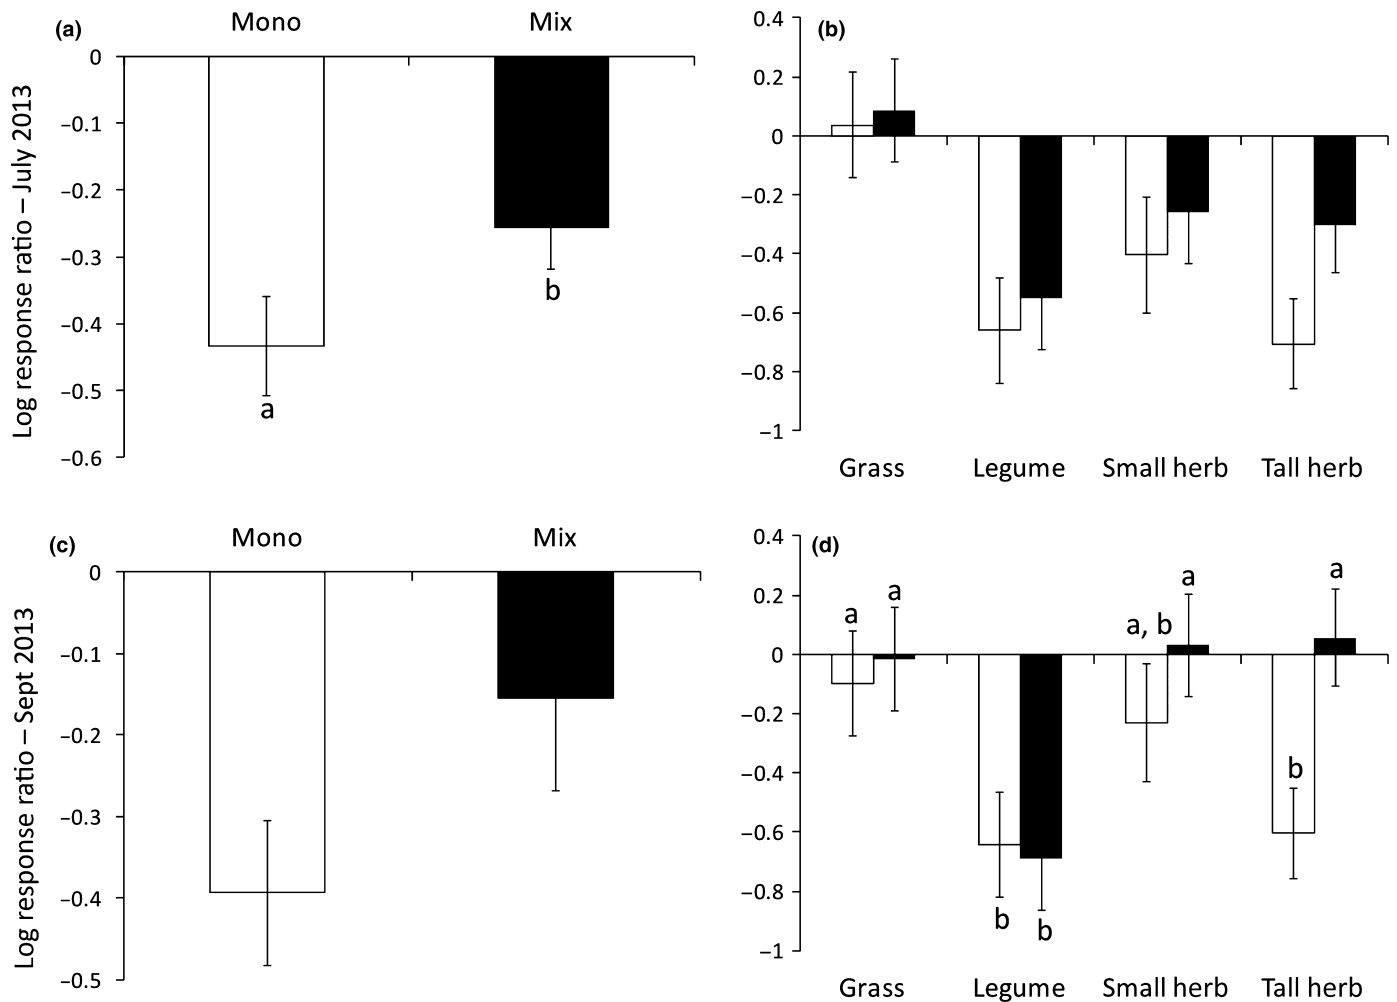 (a)
Mono
Mix
0
−0.1
−0.2
−0.3
−0.4
−0.5
−0.6
Log response ratio – July 2013
a
b
(b)
0.4
0.2
0
−0.2
−0.4
−0.6
−0.8
−1
Grass
Legume
Small herb
Tall herb
(c)
Mono
Mix
0
−0.1
−0.2
−0.3
−0.4
−0.5
Log response ratio – Sept 2013
(d)
0.4
0.2
0
−0.2
−0.4
−0.6
−0.8
−1
a
a
b
b
a, b
a
b
a
Grass
Legume
Small herb
Tall herb